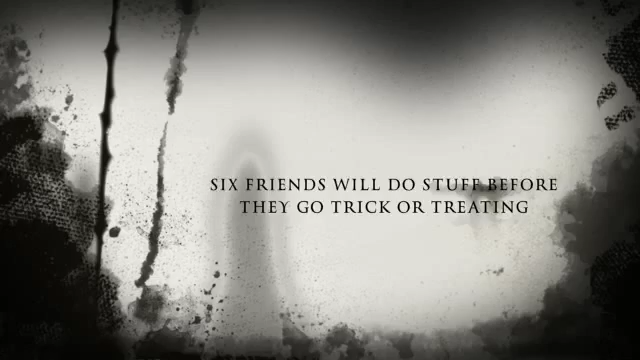 SIX FRIENDS WILL DO STUFF BEFORE
THEY GO TRICK OR TREATING